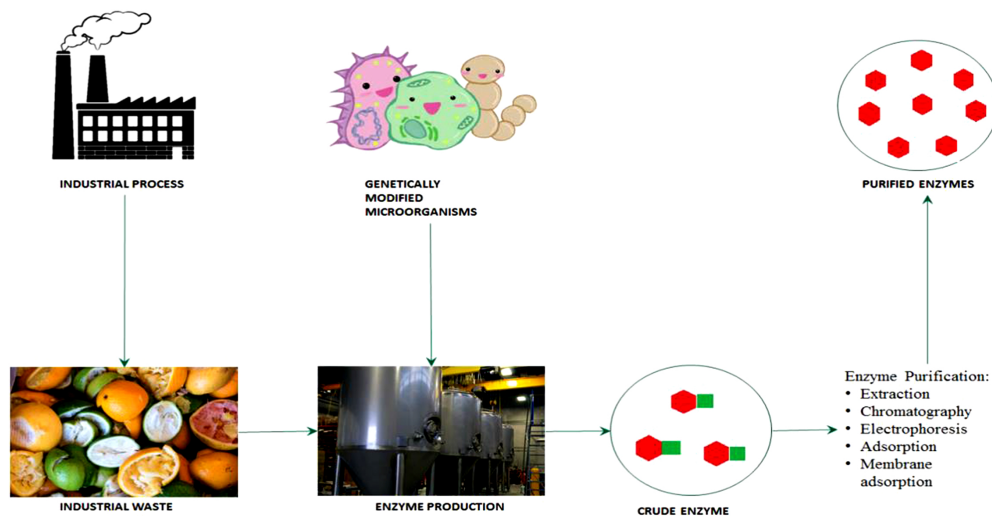 INDUSTRIAL PROCESS
GENETICALLY
MODIFIED
MICROORGANISMS
PURIFIED ENZYMES
Enzyme Purification:
• Extraction
• Chromatography
• Electrophoresis
• Adsorption
• Membrane
adsorption
INDUSTRIAL WASTE
ENZYME PRODUCTION
CRUDE ENZYME